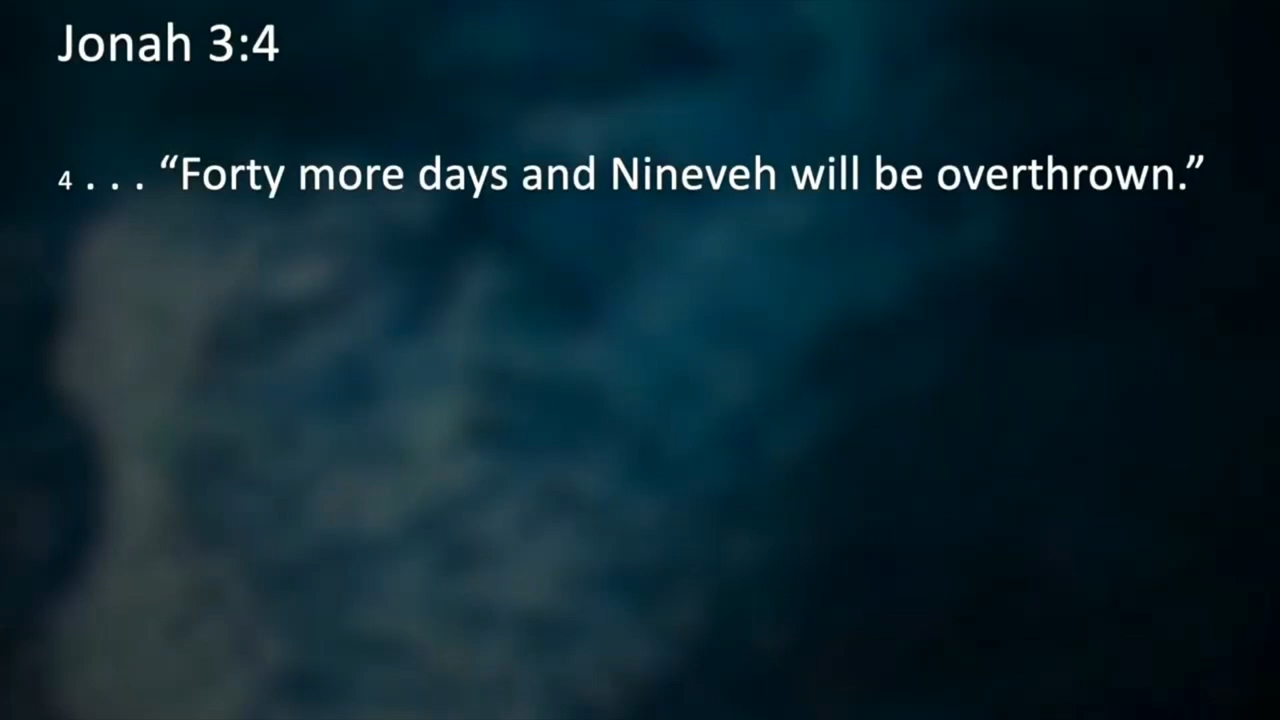 Jonah 3:4
4 . . . “Forty more days and Nineveh will be overthrown.”